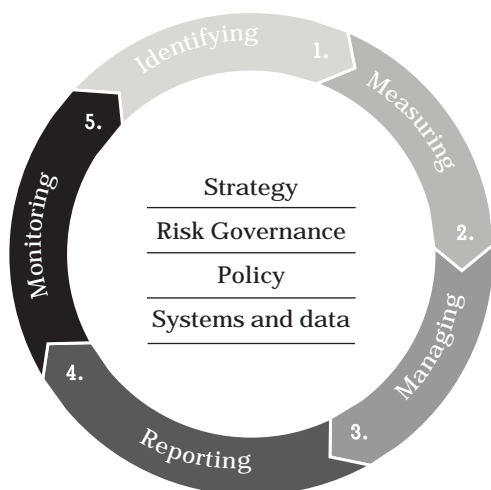 Identifying
1.
Measuring
2.
Managing
3.
Reporting
4.
Monitoring
5.
Strategy
Risk Governance
Policy
Systems and data